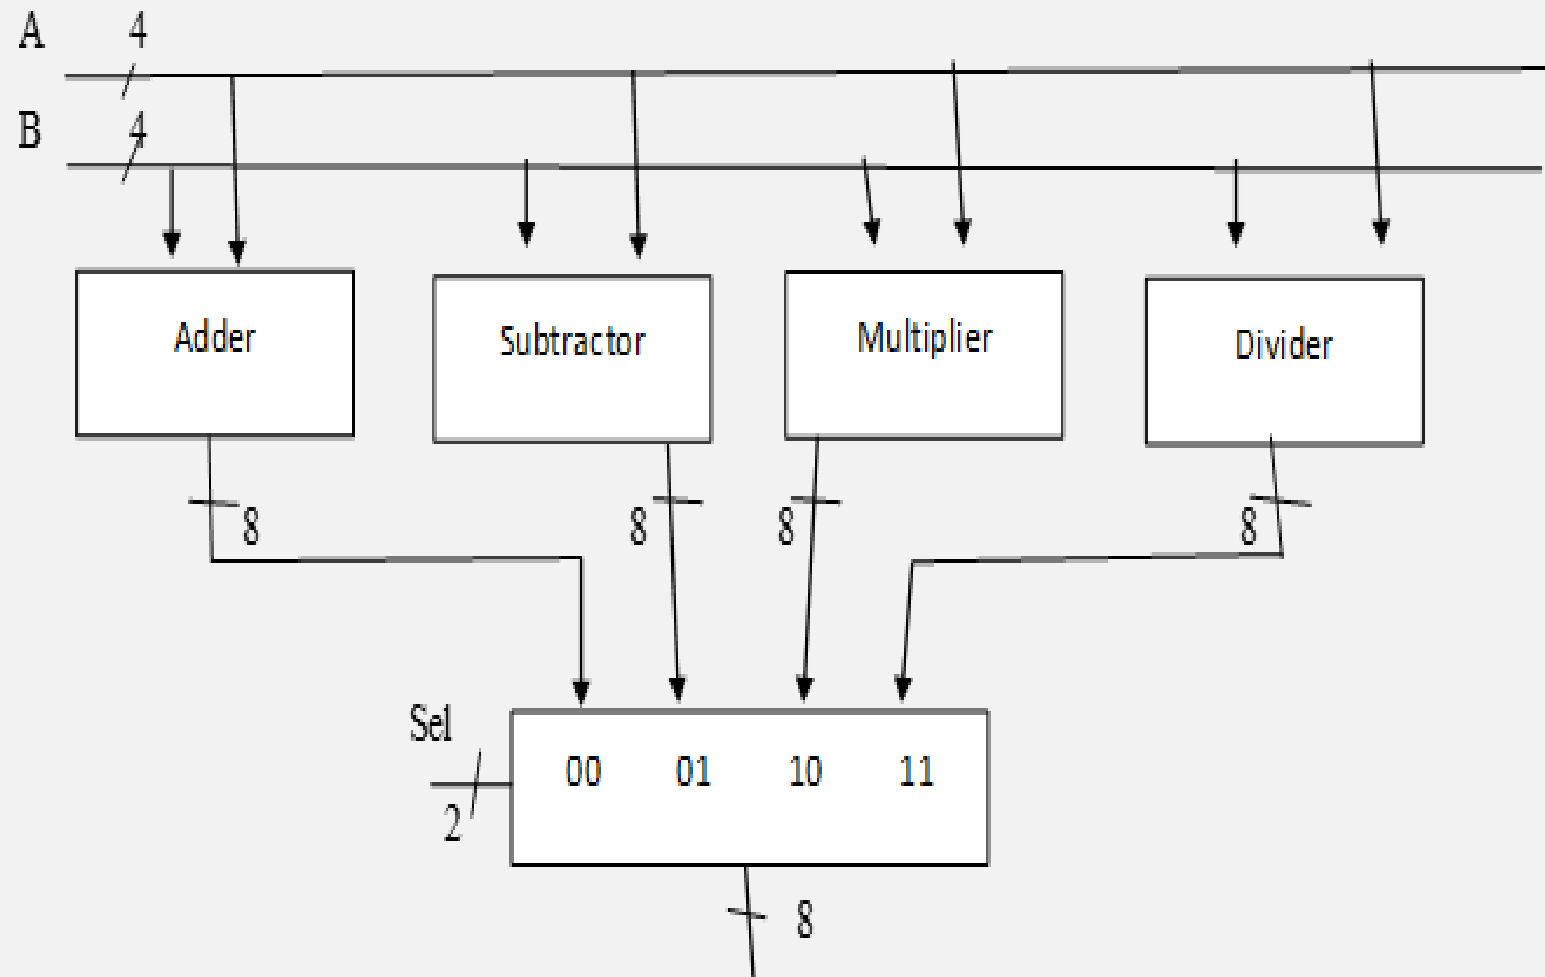 A 4
B 4
Adder Subtractor Multiplier Divider
8 8 8 8
Sel
00 01 10 11
2
8